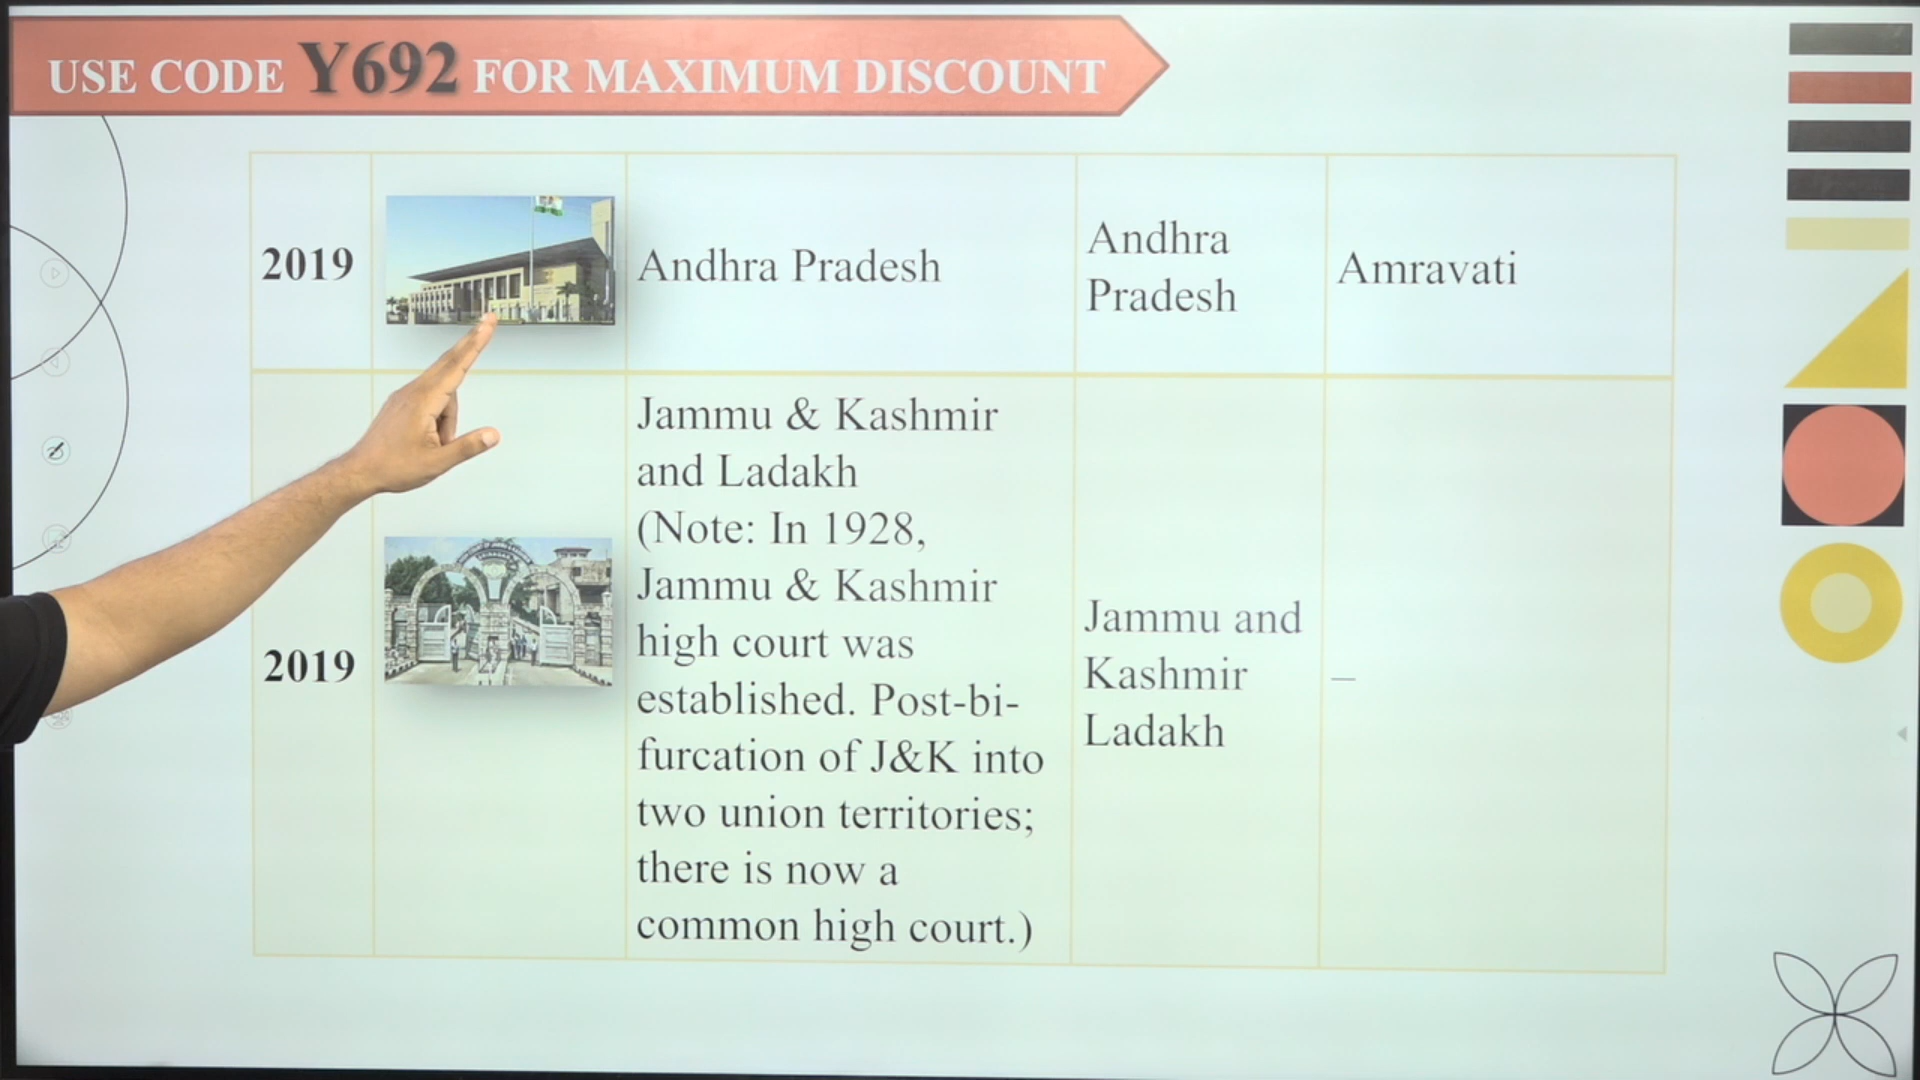 USE CODE Y692 FOR MAXIMUM DISCOUNT
2019
Andhra Pradesh
Andhra
Pradesh
Amravati
2019
Jammu & Kashmir
and Ladakh
(Note: In 1928,
Jammu & Kashmir
high court was
established. Post-bi-
furcation of J&K into
two union territories;
there is now a
common high court.)
Jammu and
Kashmir
Ladakh
–